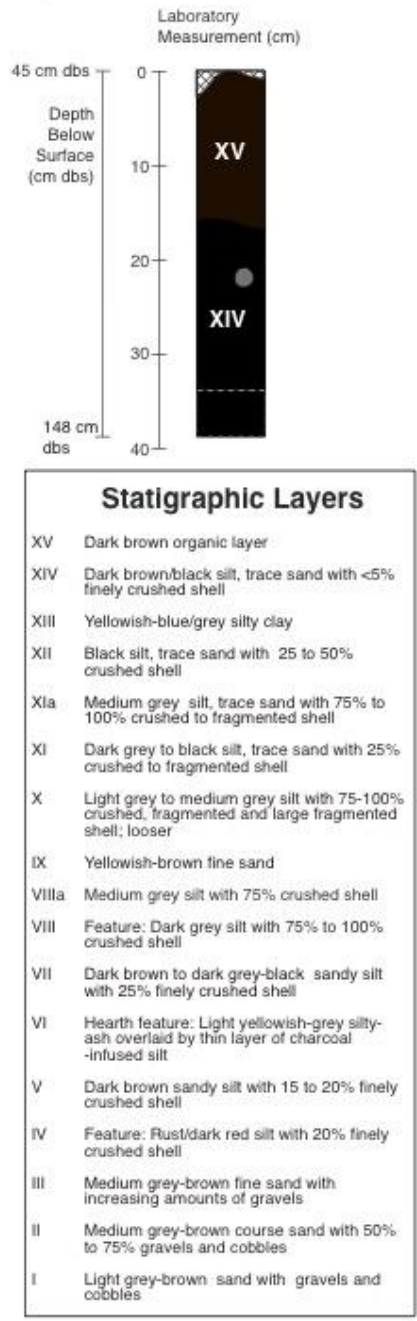 Laboratory
Measurement (cm)
45 cm dbs
0
Depth
Below
Surface
(cm dbs)
XV
10
20
XIV
30
148 cm
dbs
40
Statigraphic Layers
XV Dark brown organic layer
XIV Dark brown/black silt, trace sand with <5%
finely crushed shell
XIII Yellowish-blue/grey silty clay
XII Black silt, trace sand with 25 to 50%
crushed shell
XIa Medium grey silt, trace sand with 75% to
100% crushed to fragmented shell
XI Dark grey to black silt, trace sand with 25%
crushed to fragmented shell
X Light grey to medium grey silt with 75-100%
crushed, fragmented and large fragmented
shell; looser
IX Yellowish-brown fine sand
VIIIa Medium grey silt with 75% crushed shell
VIII Feature: Dark grey silt with 75% to 100%
crushed shell
VII Dark brown to dark grey-black sandy silt
with 25% finely crushed shell
VI Hearth feature: Light yellowish-grey silty-
ash overlaid by thin layer of charcoal
-infused silt
V Dark brown sandy silt with 15 to 20% finely
crushed shell
IV Feature: Rust/dark red silt with 20% finely
crushed shell
III Medium grey-brown fine sand with
increasing amounts of gravels
II Medium grey-brown course sand with 50%
to 75% gravels and cobbles
I Light grey-brown sand with gravels and
cobbles